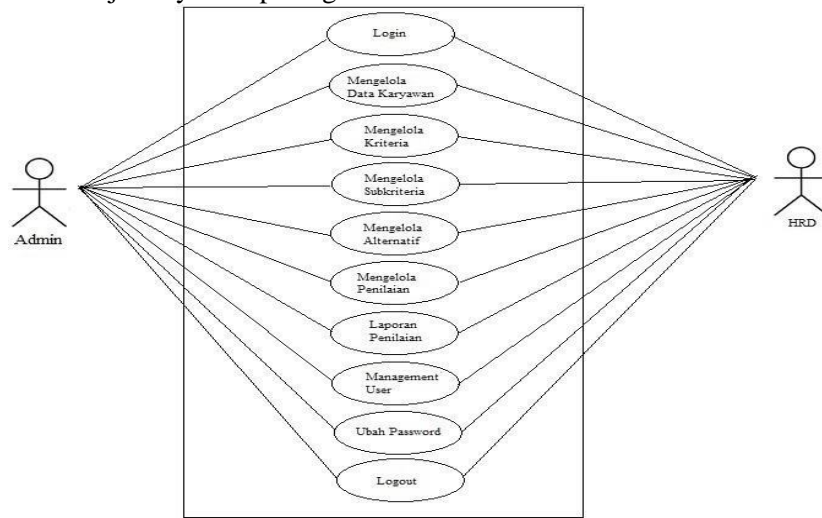 Login
Mengelola
Data Karyawan
Mengelola
Kriteria
Mengelola
Subkriteria
Mengelola
Alternatif
Mengelola
Penilaian
Laporan
Penilaian
Management
User
Ubah Password
Logout
Admin
HRD